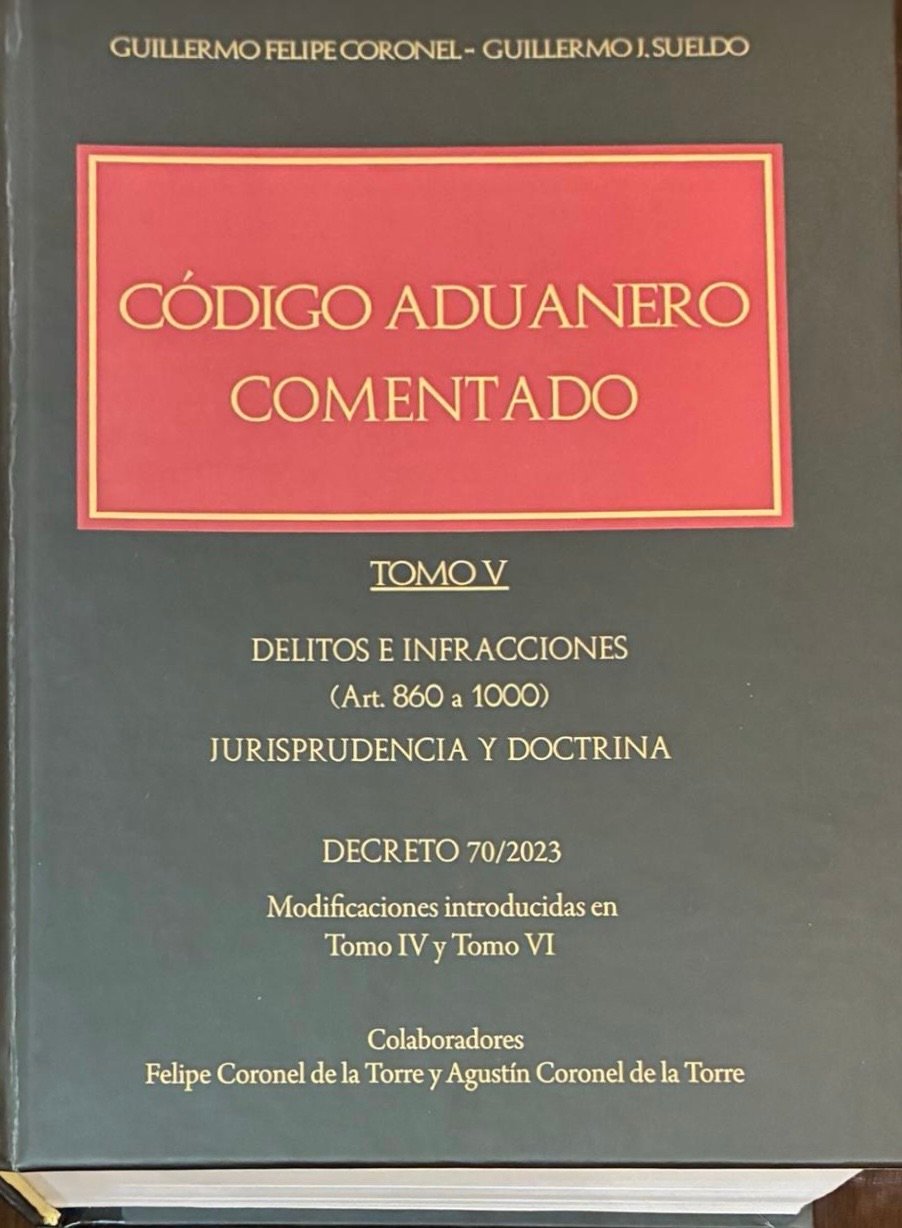 GUILLERMO FELIPE CORONEL- GUILLERMO J. SUELDO
CÓDIGO ADUANERO
COMENTADO
TOMO V
DELITOS E INFRACCIONES
(Art. 860 a 1000)
JURISPRUDENCIA Y DOCTRINA
DECRETO 70/2023
Modificaciones introducidas en
Tomo IV y Tomo VI
Colaboradores
Felipe Coronel de la Torre y Agustín Coronel de la Torre